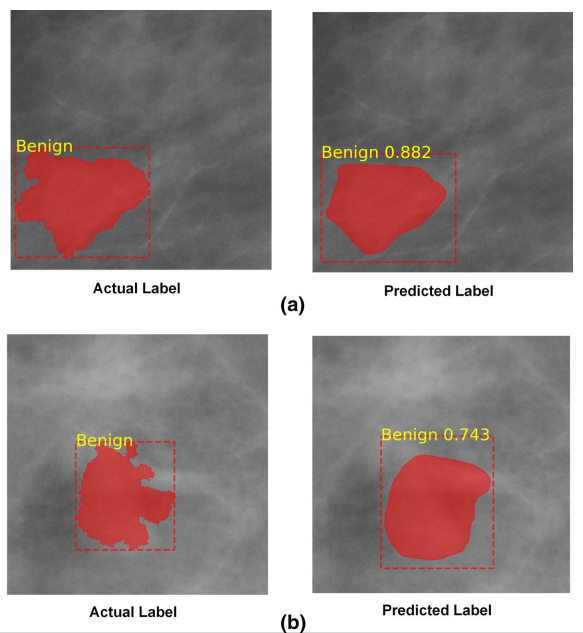 Benign
Benign 0.882
Actual Label
Predicted Label
(a)
Benign
Benign 0.743
Actual Label
Predicted Label
(b)